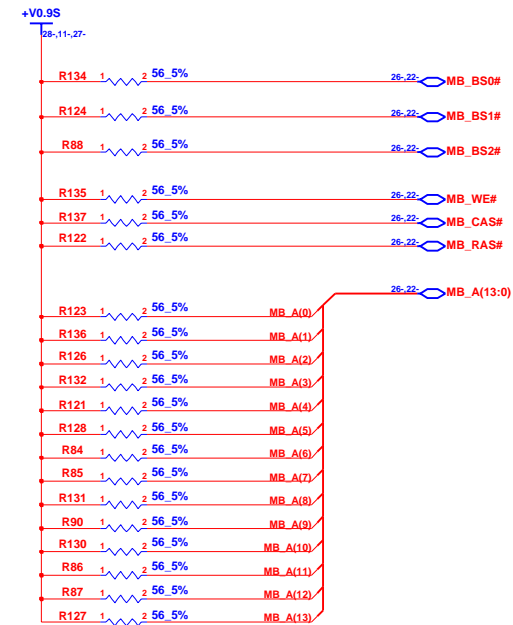 +V0.9S
28-,11-,27-
R134 1 2 56_5% 26-,22- MB_BS0#
R124 1 2 56_5% 26-,22- MB_BS1#
R88 1 2 56_5% 26-,22- MB_BS2#
R135 1 2 56_5% 26-,22- MB_WE#
R137 1 2 56_5% 26-,22- MB_CAS#
R122 1 2 56_5% 26-,22- MB_RAS#
26-,22- MB_A(13:0)
R123 1 2 56_5% MB_A(0)
R136 1 2 56_5% MB_A(1)
R126 1 2 56_5% MB_A(2)
R132 1 2 56_5% MB_A(3)
R121 1 2 56_5% MB_A(4)
R128 1 2 56_5% MB_A(5)
R84 1 2 56_5% MB_A(6)
R85 1 2 56_5% MB_A(7)
R131 1 2 56_5% MB_A(8)
R90 1 2 56_5% MB_A(9)
R130 1 2 56_5% MB_A(10)
R86 1 2 56_5% MB_A(11)
R87 1 2 56_5% MB_A(12)
R127 1 2 56_5% MB_A(13)